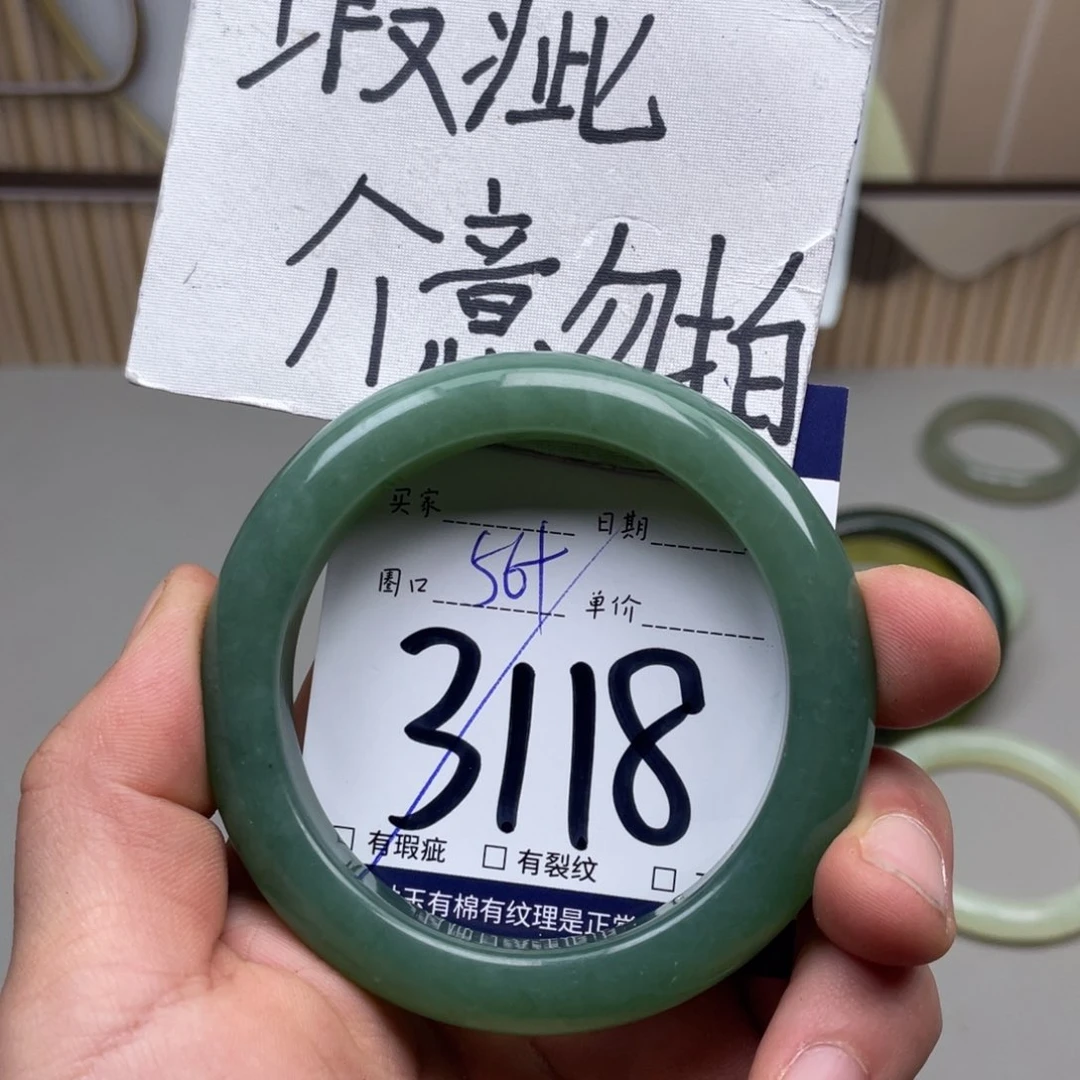 瑕疵
介意勿拍
买家 日期
圈口 56+ 单价
3118
□ 有瑕疵 □ 有裂纹 □
玉有棉有纹理是正常